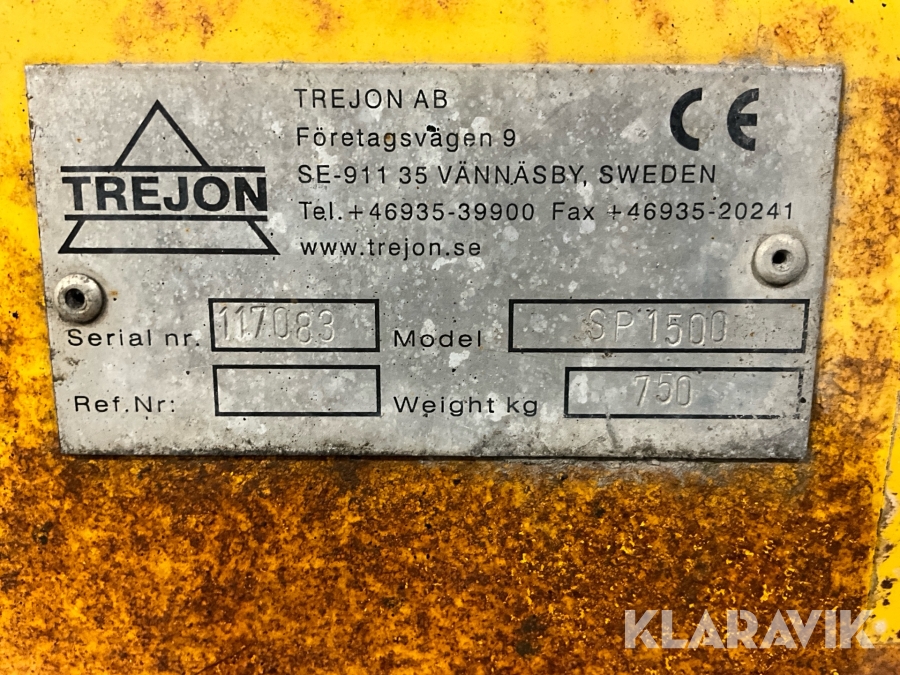 TREJON
TREJON AB
Företagsvägen 9
SE-911 35 VÄNNÄSBY, SWEDEN
Tel.+46935-39900 Fax +46935-20241
www.trejon.se
CE
Serial nr. 117083 Model SP1500
Ref.Nr: Weight kg 750
KLARAVIK